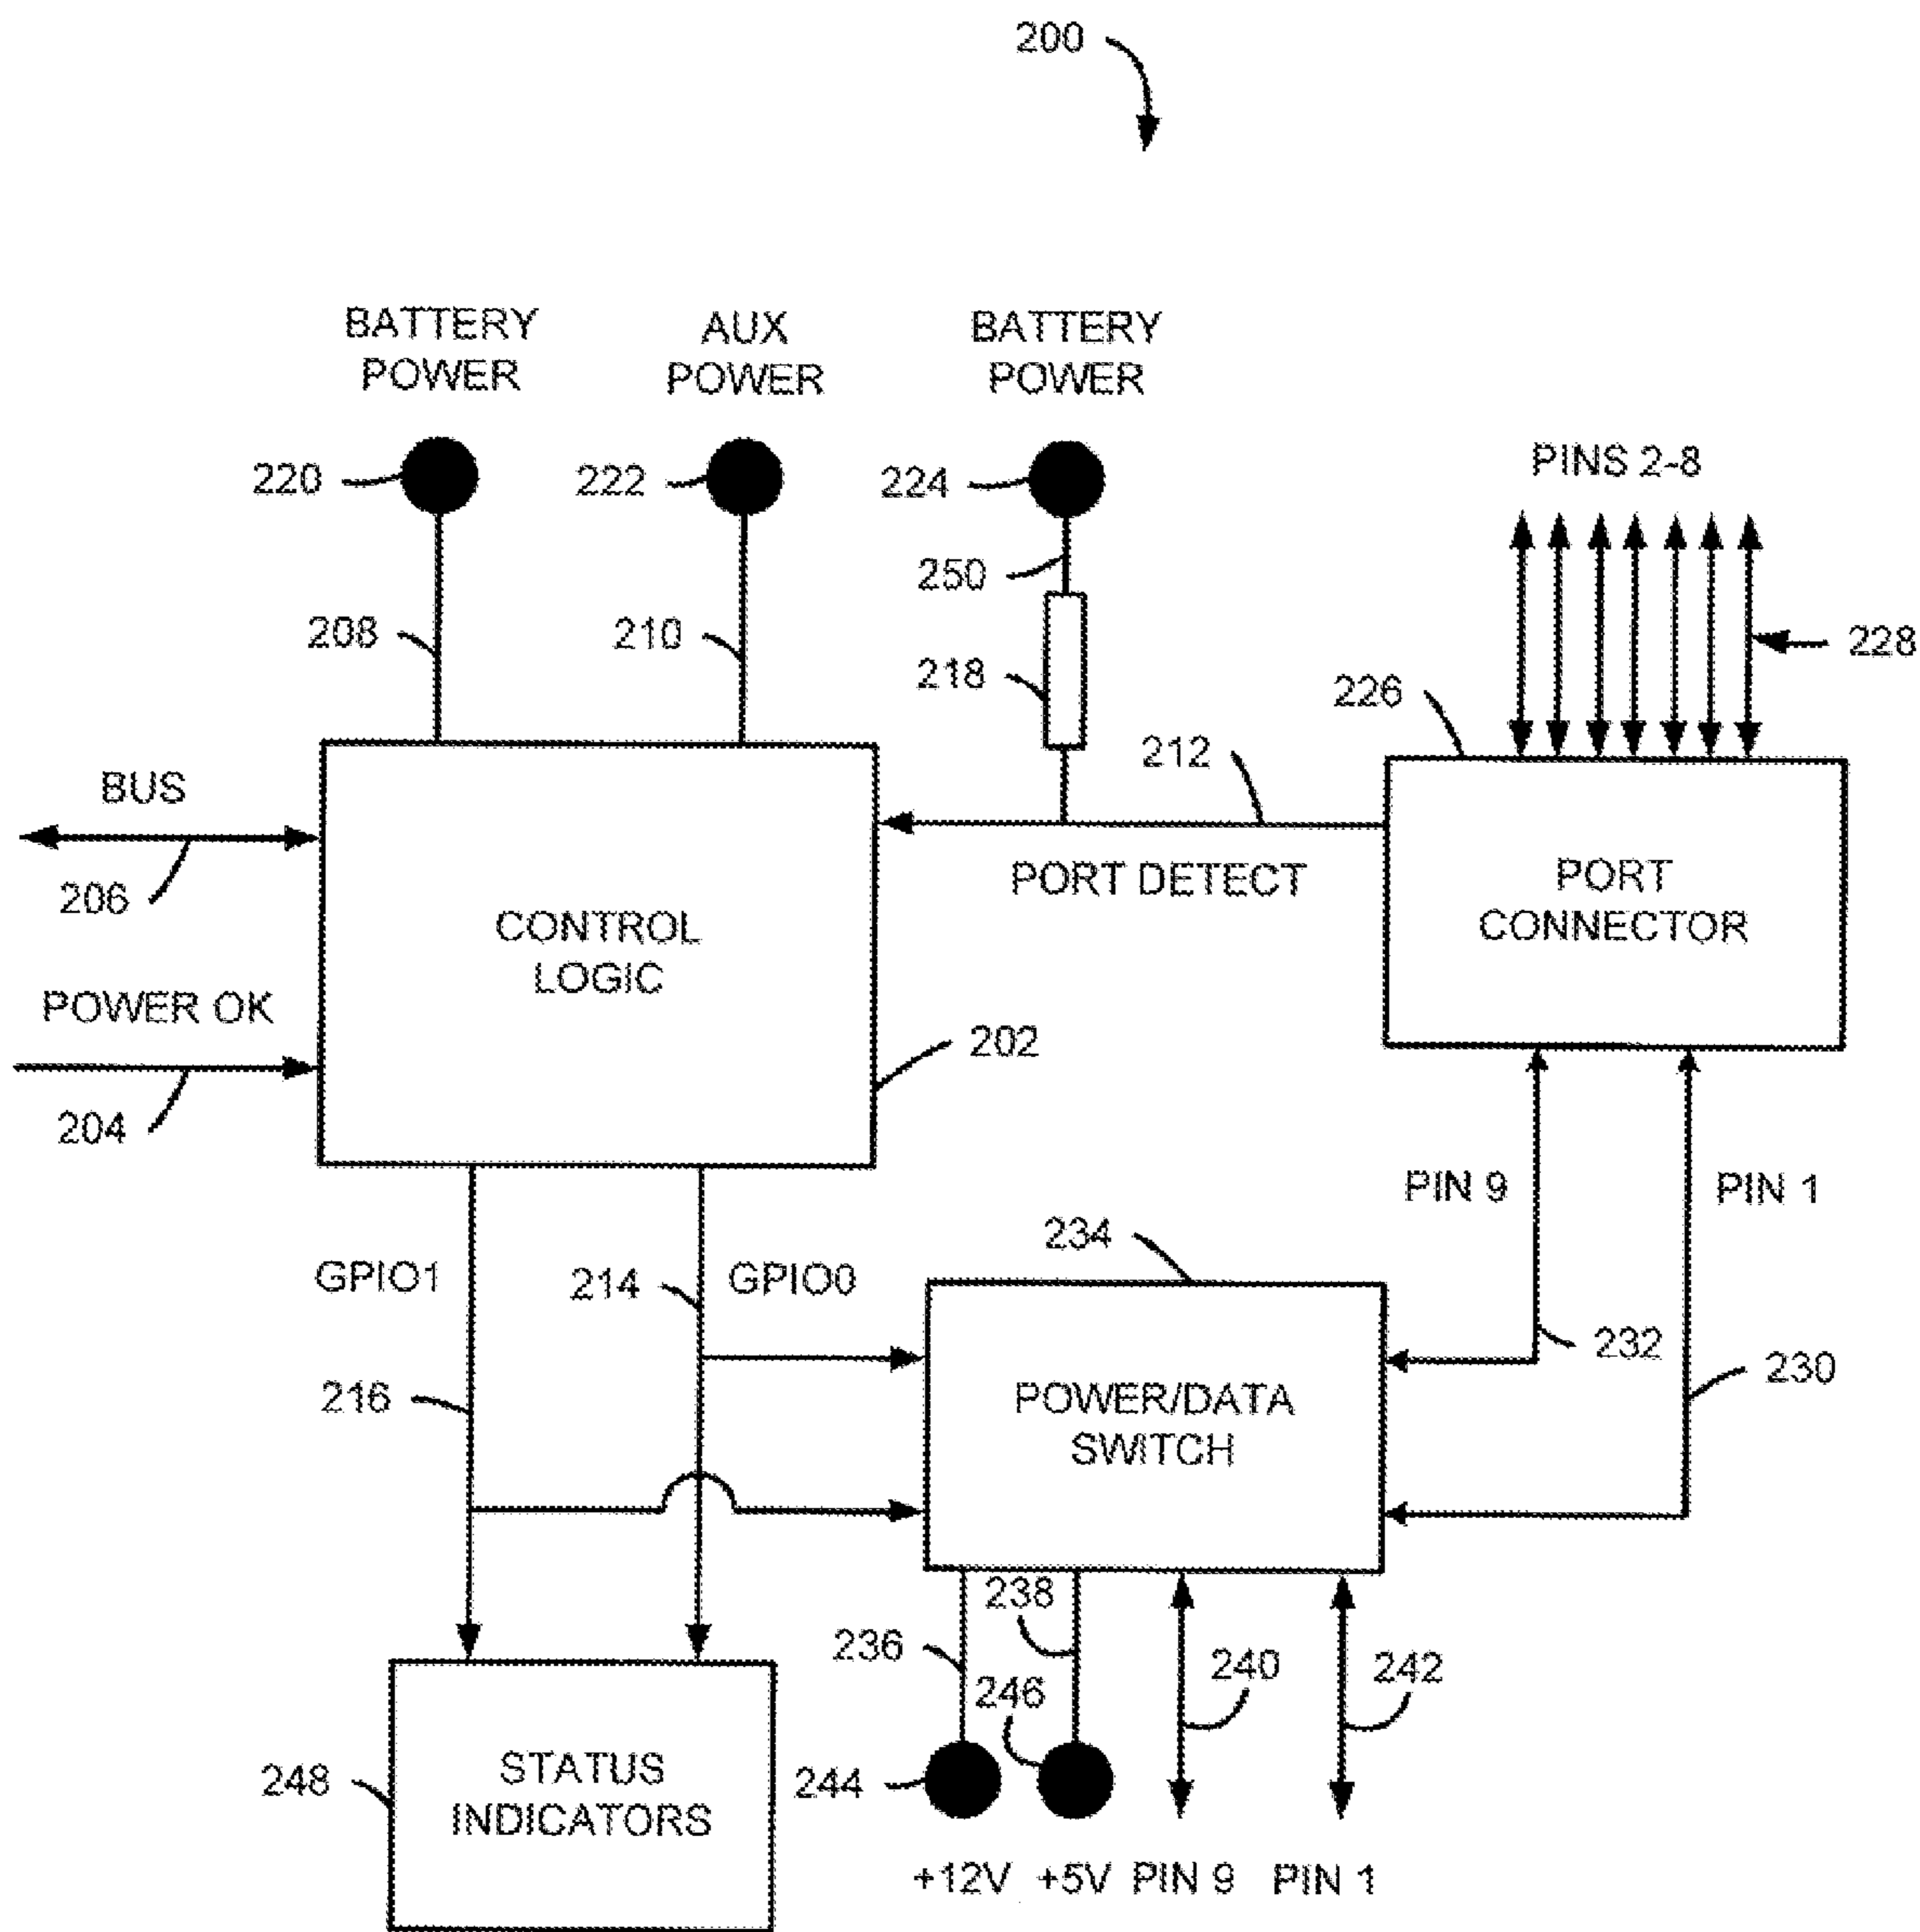 200
BATTERY
POWER
AUX
POWER
BATTERY
POWER
220
222
224
PINS 2-8
250
208
210
218
228
226
212
BUS
206
PORT DETECT
PORT
CONNECTOR
CONTROL
LOGIC
POWER OK
204
202
PIN 9
PIN 1
234
GPIO1
214
GPIO0
232
230
216
POWER/DATA
SWITCH
238
236
246
240
242
248
STATUS
INDICATORS
244
+12V
+5V
PIN 9
PIN 1